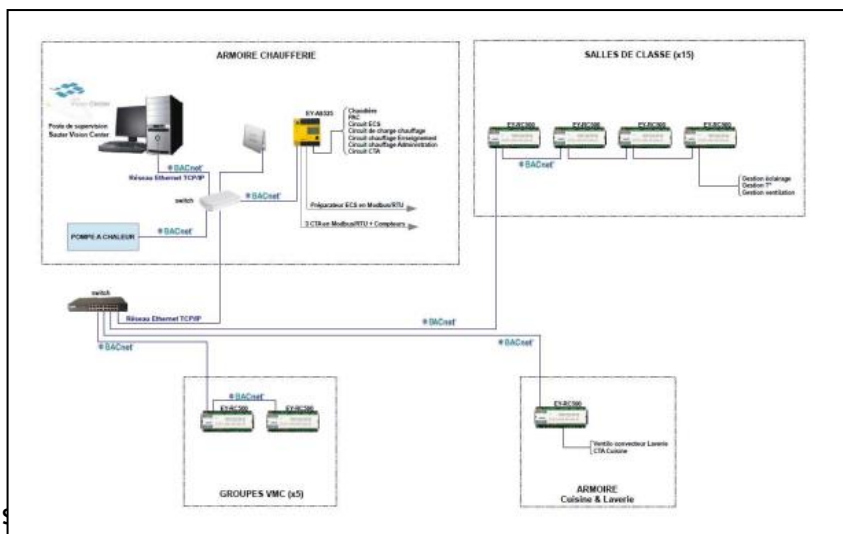 ARMOIRE CHAUFFERIE
Vision Center
Poste de supervision
Sauter Vision Center
BACnet
Réseau Ethernet TCP/IP
switch
BACnet
EY-AS525
Chaudière
PAC
Circuit ECS
Circuit de charge chauffage
Circuit chauffage Enseignement
Circuit chauffage Administration
Circuit CTA
Préparateur ECS en Modbus/RTU
3 CTA en Modbus/RTU + Compteurs
POMPE A CHALEUR
BACnet
SALLES DE CLASSE (x15)
EY-RC500
EY-RC500
EY-RC500
EY-RC500
BACnet
Gestion éclairage
Gestion T°
Gestion ventilation
switch
Réseau Ethernet TCP/IP
BACnet
BACnet
BACnet
BACnet
EY-RC500
EY-RC500
GROUPES VMC (x5)
EY-RC500
Ventilo convecteur Laverie
CTA Cuisine
ARMOIRE
Cuisine & Laverie